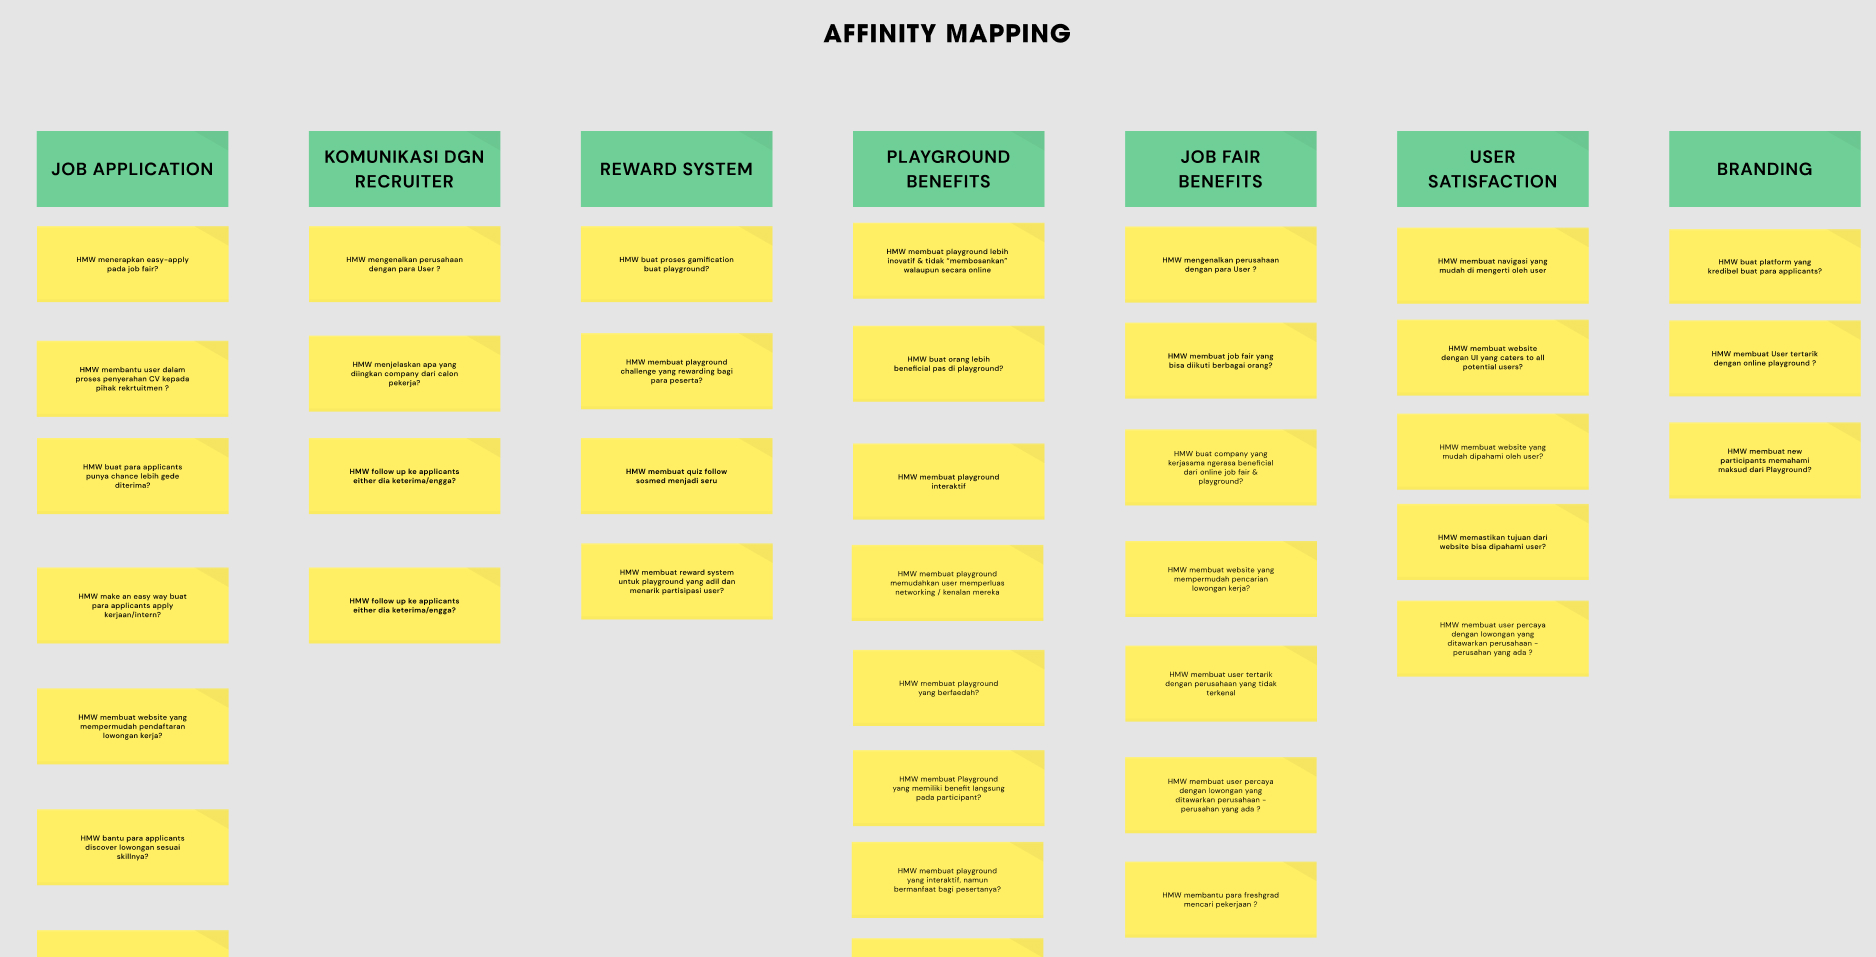 AFFINITY MAPPING
JOB APPLICATION
HMW menerapkan easy-apply
pada job fair?
HMW membantu user dalam
proses penyerahan CV kepada
pihak rekrtuitmen ?
HMW buat para applicants
punya chance lebih gede
diterima?
HMW make an easy way buat
para applicants apply
kerjaan/intern?
HMW membuat website yang
mempermudah pendaftaran
lowongan kerja?
HMW bantu para applicants
discover lowongan sesuai
skillnya?
KOMUNIKASI DGN
RECRUITER
HMW mengenalkan perusahaan
dengan para User ?
HMW menjelaskan apa yang
diingkan company dari calon
pekerja?
HMW follow up ke applicants
either dia keterima/engga?
HMW follow up ke applicants
either dia keterima/engga?
REWARD SYSTEM
HMW buat proses gamification
buat playground?
HMW membuat playground
challenge yang rewarding bagi
para peserta?
HMW membuat quiz follow
sosmed menjadi seru
HMW membuat reward system
untuk playground yang adil dan
menarik partisipasi user?
PLAYGROUND
BENEFITS
HMW membuat playground lebih
inovatif & tidak "membosankan"
walaupun secara online
HMW buat orang lebih
beneficial pas di playground?
HMW membuat playground
interaktif
HMW membuat playground
memudahkan user memperluas
networking / kenalan mereka
HMW membuat playground
yang berfaedah?
HMW membuat Playground
yang memiliki benefit langsung
pada participant?
HMW membuat playground
yang interaktif, namun
bermanfaat bagi pesertanya?
JOB FAIR
BENEFITS
HMW mengenalkan perusahaan
dengan para User ?
HMW membuat job fair yang
bisa diikuti berbagai orang?
HMW buat company yang
kerjasama ngerasa beneficial
dari online job fair &
playground?
HMW membuat website yang
mempermudah pencarian
lowongan kerja?
HMW membuat user tertarik
dengan perusahaan yang tidak
terkenal
HMW membuat user percaya
dengan lowongan yang
ditawarkan perusahaan -
perusahan yang ada ?
HMW membantu para freshgrad
mencari pekerjaan ?
USER
SATISFACTION
HMW membuat navigasi yang
mudah di mengerti oleh user
HMW membuat website
dengan UI yang caters to all
potential users?
HMW membuat website yang
mudah dipahami oleh user?
HMW memastikan tujuan dari
website bisa dipahami user?
HMW membuat user percaya
dengan lowongan yang
ditawarkan perusahaan -
perusahan yang ada ?
BRANDING
HMW buat platform yang
kredibel buat para applicants?
HMW membuat User tertarik
dengan online playground ?
HMW membuat new
participants memahami
maksud dari Playground?